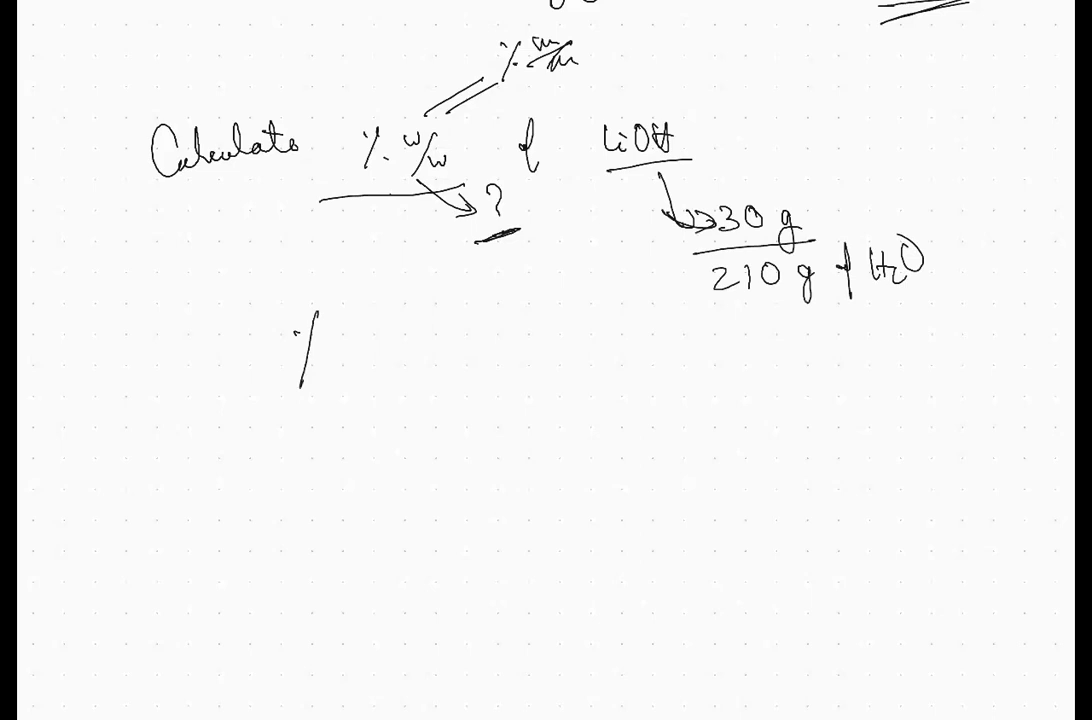 % m/m
Calculate % w/w of LiOH
?
30 g
210 g of H2O
%